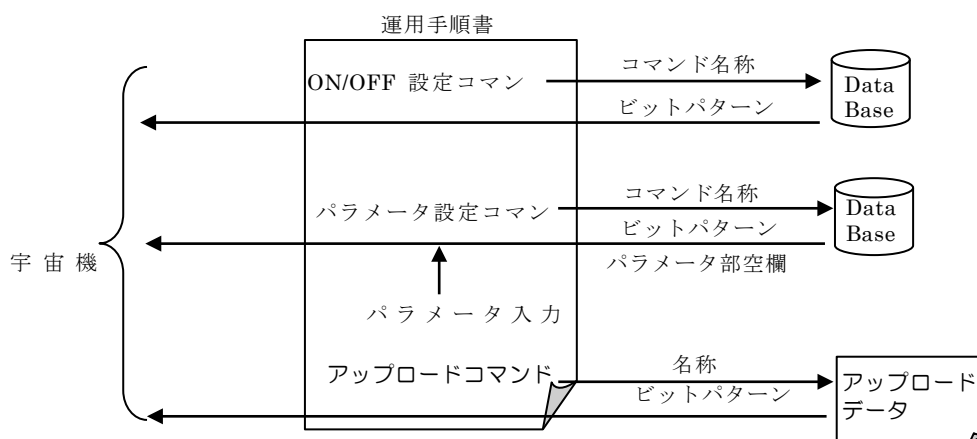 運用手順書
ON/OFF 設定コマン
コマンド名称
Data
Base
ビットパターン
パラメータ設定コマン
コマンド名称
Data
Base
ビットパターン
パラメータ部空欄
宇宙機
パラメータ入力
アップロードコマンド
名称
ビットパターン
アップロード
データ